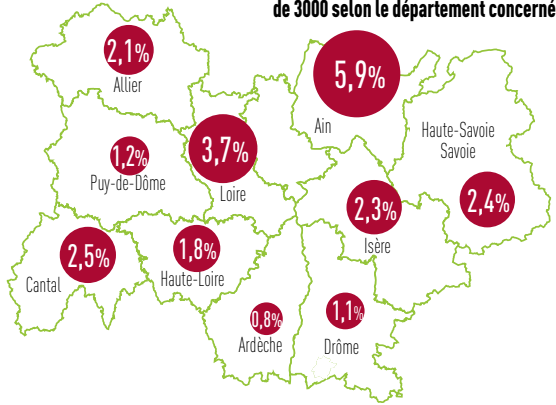 de 3000 selon le département concerné
2,1%
Allier
5,9%
Ain
Haute-Savoie
Savoie
2,4%
1,2%
Puy-de-Dôme
3,7%
Loire
2,3%
Isère
2,5%
Cantal
1,8%
Haute-Loire
0,8%
Ardèche
1,1%
Drôme